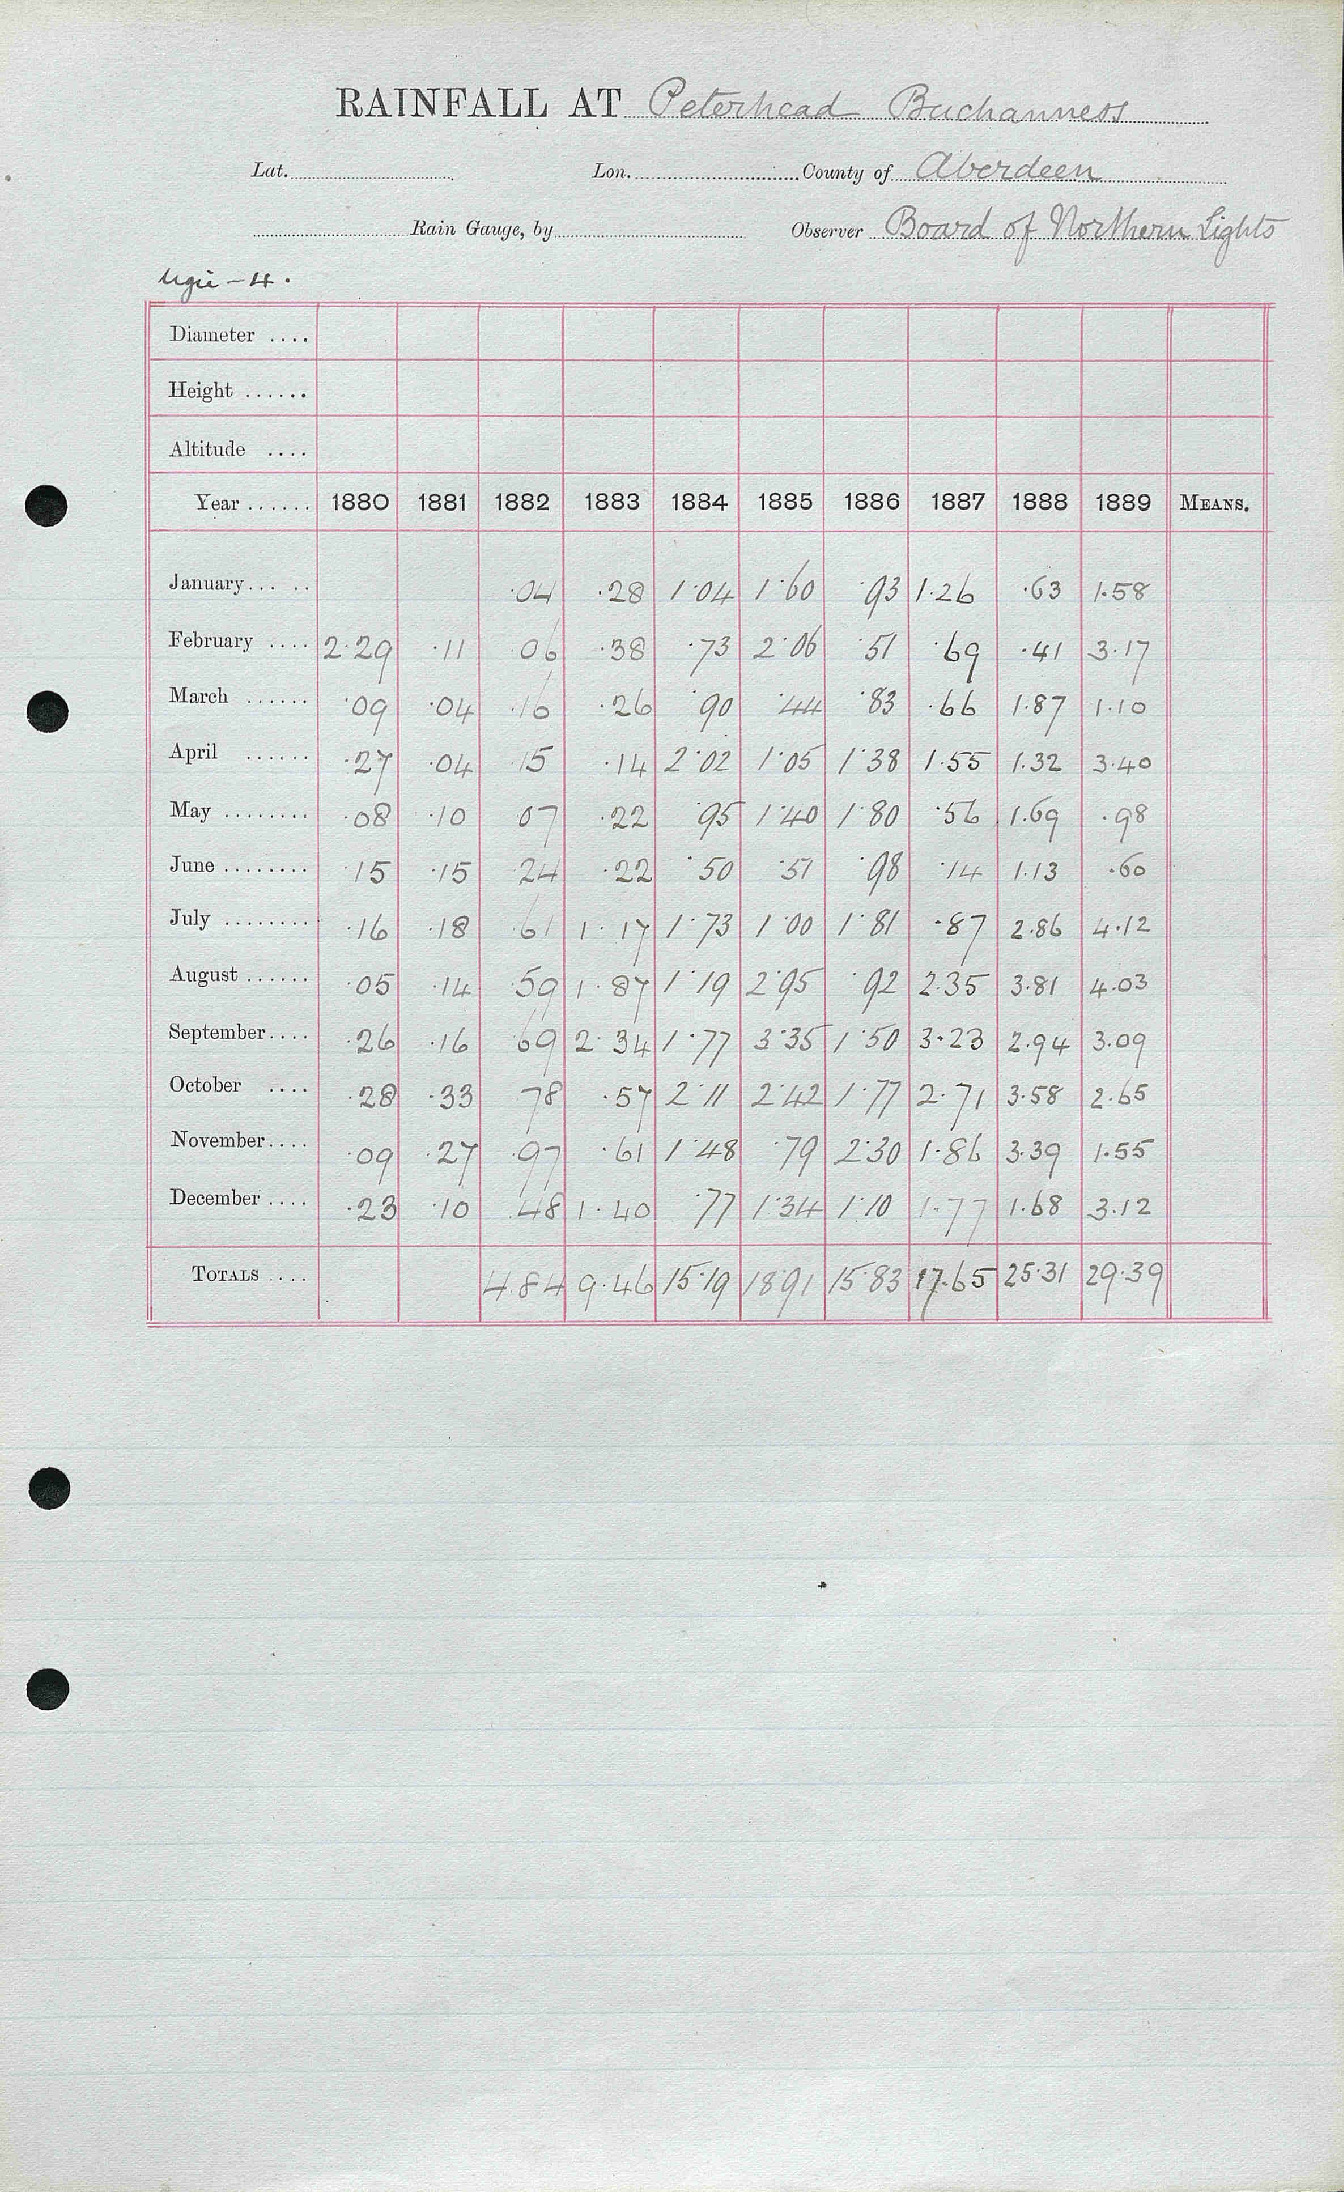 RAINFALL AT Peterhead Buchanness
Lat. Lon. County of Aberdeen
Rain Gauge, by Observer Board of Northern Lights
Ugie - 4.
Diameter ....
Height ......
Altitude ....
Year ...... 1880 1881 1882 1883 1884 1885 1886 1887 1888 1889 MEANS.
January ... .. .04 .28 1.04 1.60 .93 1.26 .63 1.58
February .... 2.29 .11 .06 .38 .73 2.06 .51 .69 .41 3.17
March ...... .09 .04 .16 .26 .90 .44 .83 .66 1.87 1.10
April ...... .27 .04 .15 .14 2.02 1.05 1.38 1.55 1.32 3.40
May ........ .08 .10 .07 .22 .95 1.40 1.80 .56 1.69 .98
June ........ .15 .15 .24 .22 .50 .51 .98 .14 1.13 .60
July ......... .16 .18 .61 1.17 1.73 1.00 1.81 .87 2.86 4.12
August ...... .05 .14 .59 1.87 1.19 2.95 .92 2.35 3.81 4.03
September .... .26 .16 .69 2.34 1.77 3.35 1.50 3.23 2.94 3.09
October .... .28 .33 .78 .57 2.11 2.42 1.77 2.71 3.58 2.65
November .... .09 .27 .97 .61 1.48 .79 2.30 1.86 3.39 1.55
December .... .23 .10 .48 1.40 .77 1.34 1.10 1.77 1.68 3.12
TOTALS .... 4.84 9.46 15.19 18.91 15.83 17.65 25.31 29.39